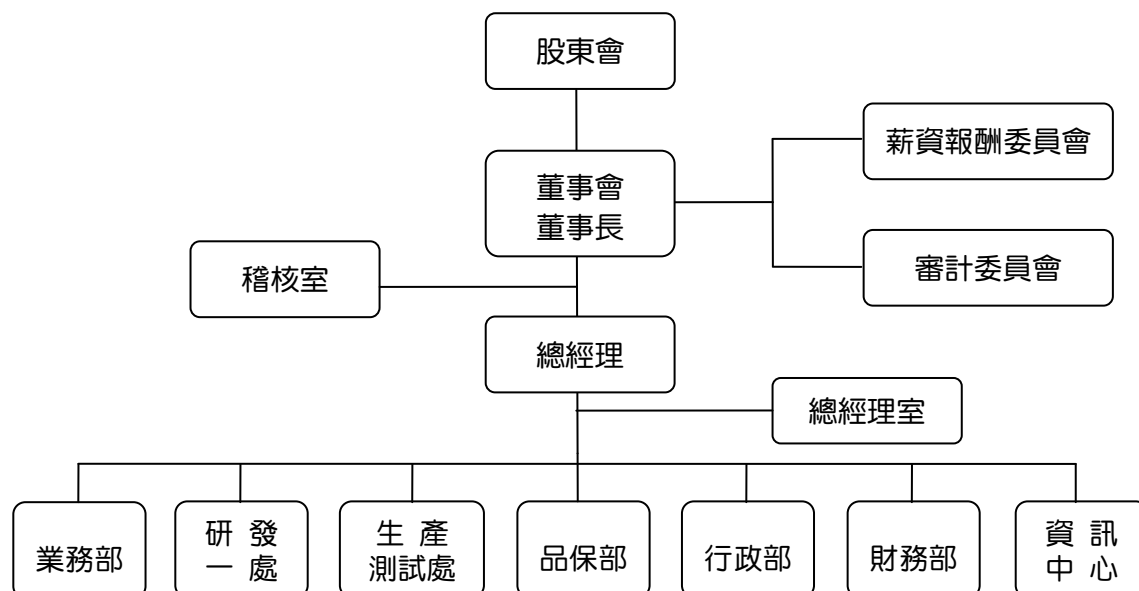 股東會
薪資報酬委員會
董事會
董事長
審計委員會
稽核室
總經理
總經理室
業務部
研 發
一 處
生 產
測試處
品保部
行政部
財務部
資 訊
中 心